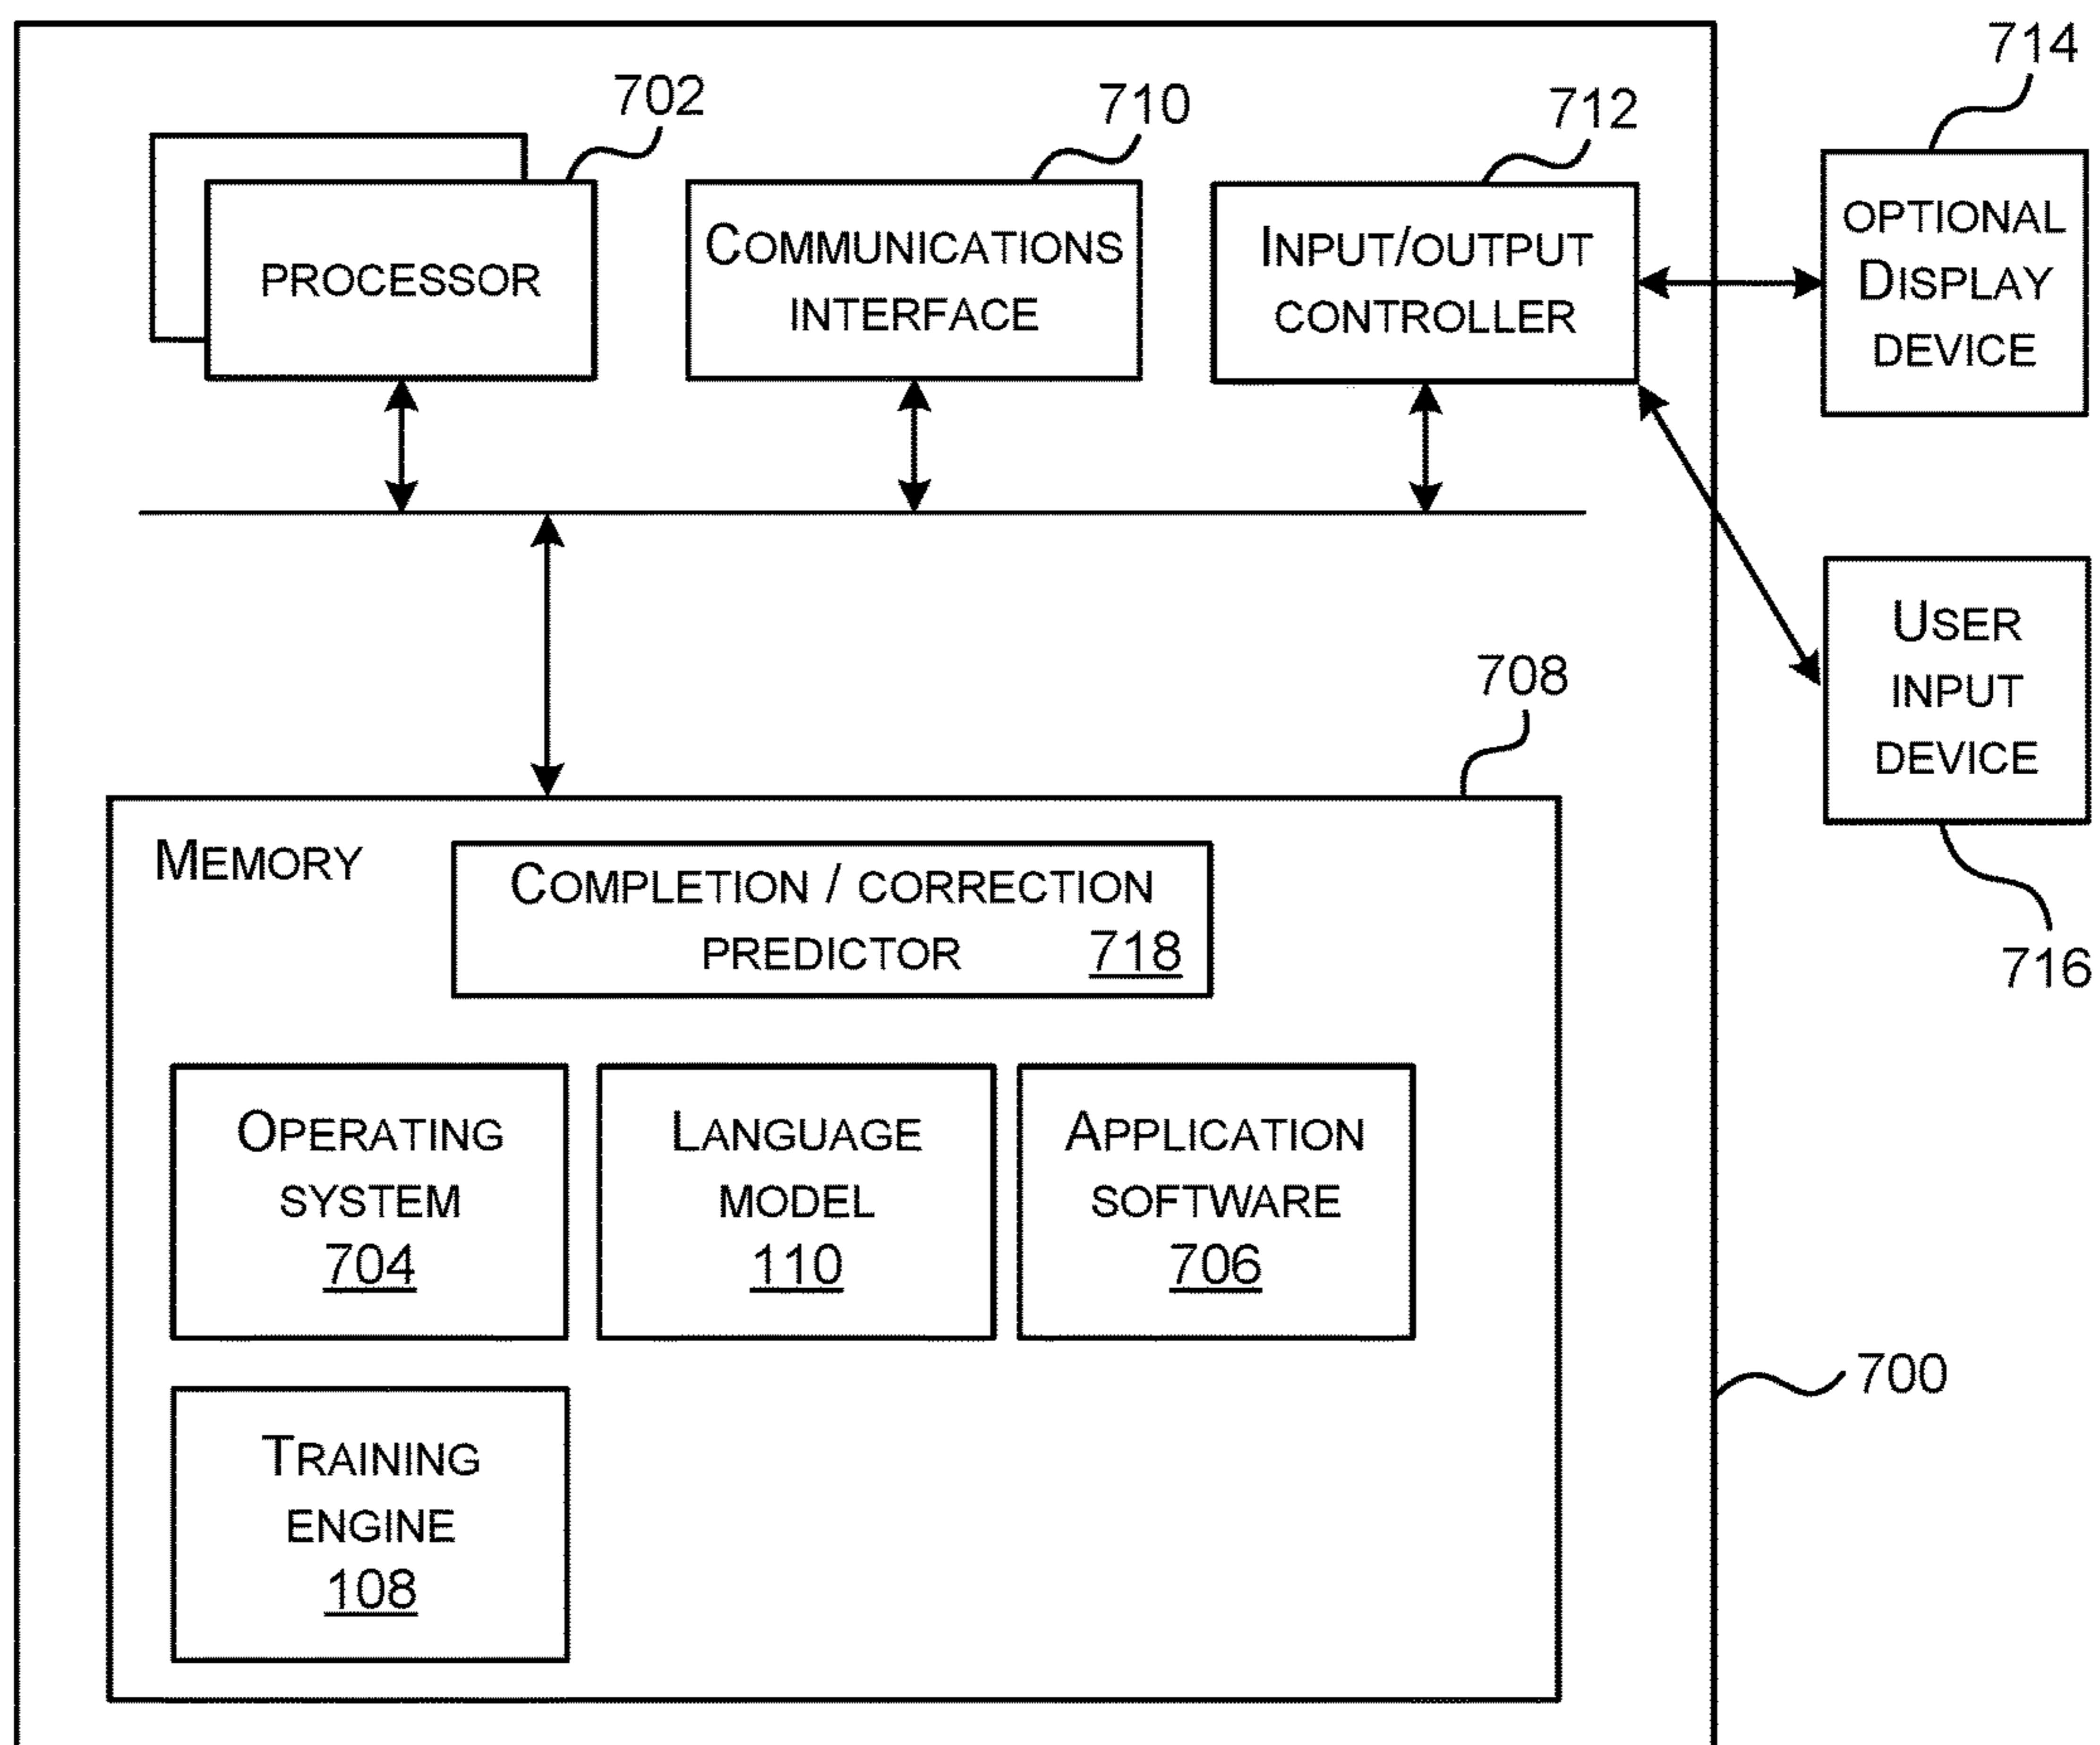 714
702
710
712
PROCESSOR
COMMUNICATIONS
INTERFACE
INPUT/OUTPUT
CONTROLLER
OPTIONAL
DISPLAY
DEVICE
USER
INPUT
DEVICE
716
708
MEMORY
COMPLETION / CORRECTION
PREDICTOR 718
OPERATING
SYSTEM
704
LANGUAGE
MODEL
110
APPLICATION
SOFTWARE
706
700
TRAINING
ENGINE
108